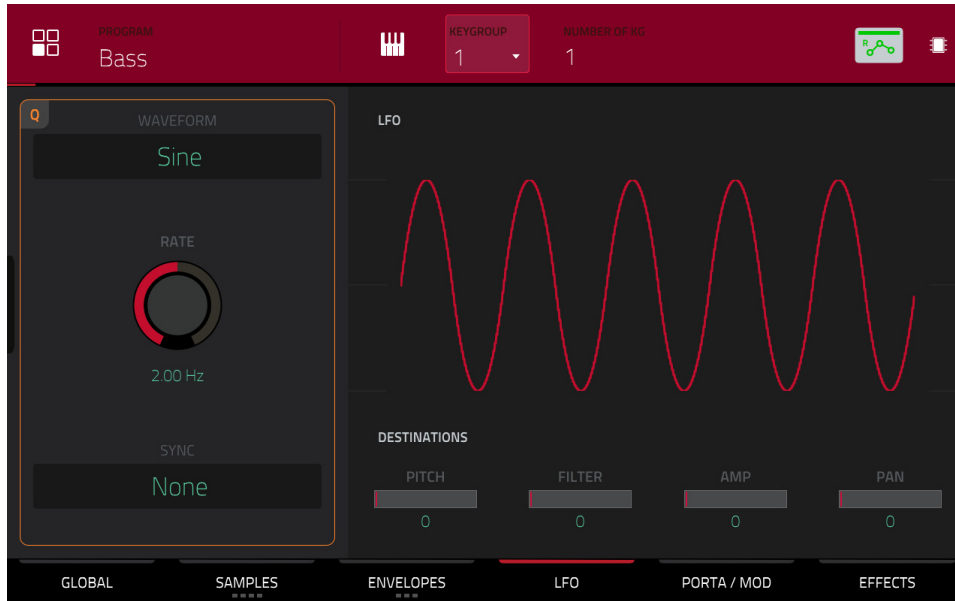 PROGRAM
Bass
KEYGROUP
1
NUMBER OF KG
1
R
Q
WAVEFORM
Sine
RATE
2.00 Hz
SYNC
None
LFO
DESTINATIONS
PITCH FILTER AMP PAN
0 0 0 0
GLOBAL SAMPLES ENVELOPES LFO PORTA / MOD EFFECTS